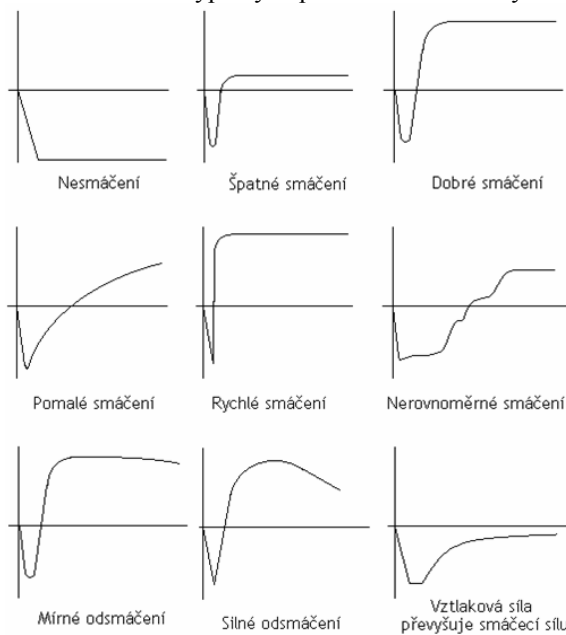 Nesmáčení
Špatné smáčení
Dobré smáčení
Pomalé smáčení
Rychlé smáčení
Nerovnoměrné smáčení
Mírné odsmáčení
Silné odsmáčení
Vztlaková síla
převyšuje smáčecí sílu